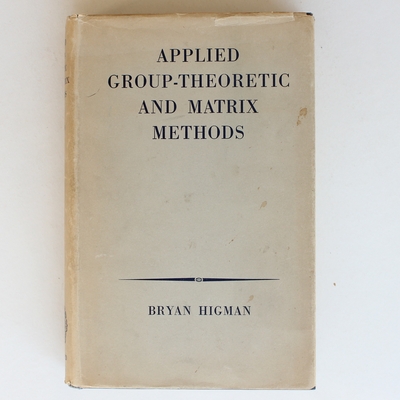 APPLIED
GROUP-THEORETIC
AND MATRIX
METHODS
BRYAN HIGMAN